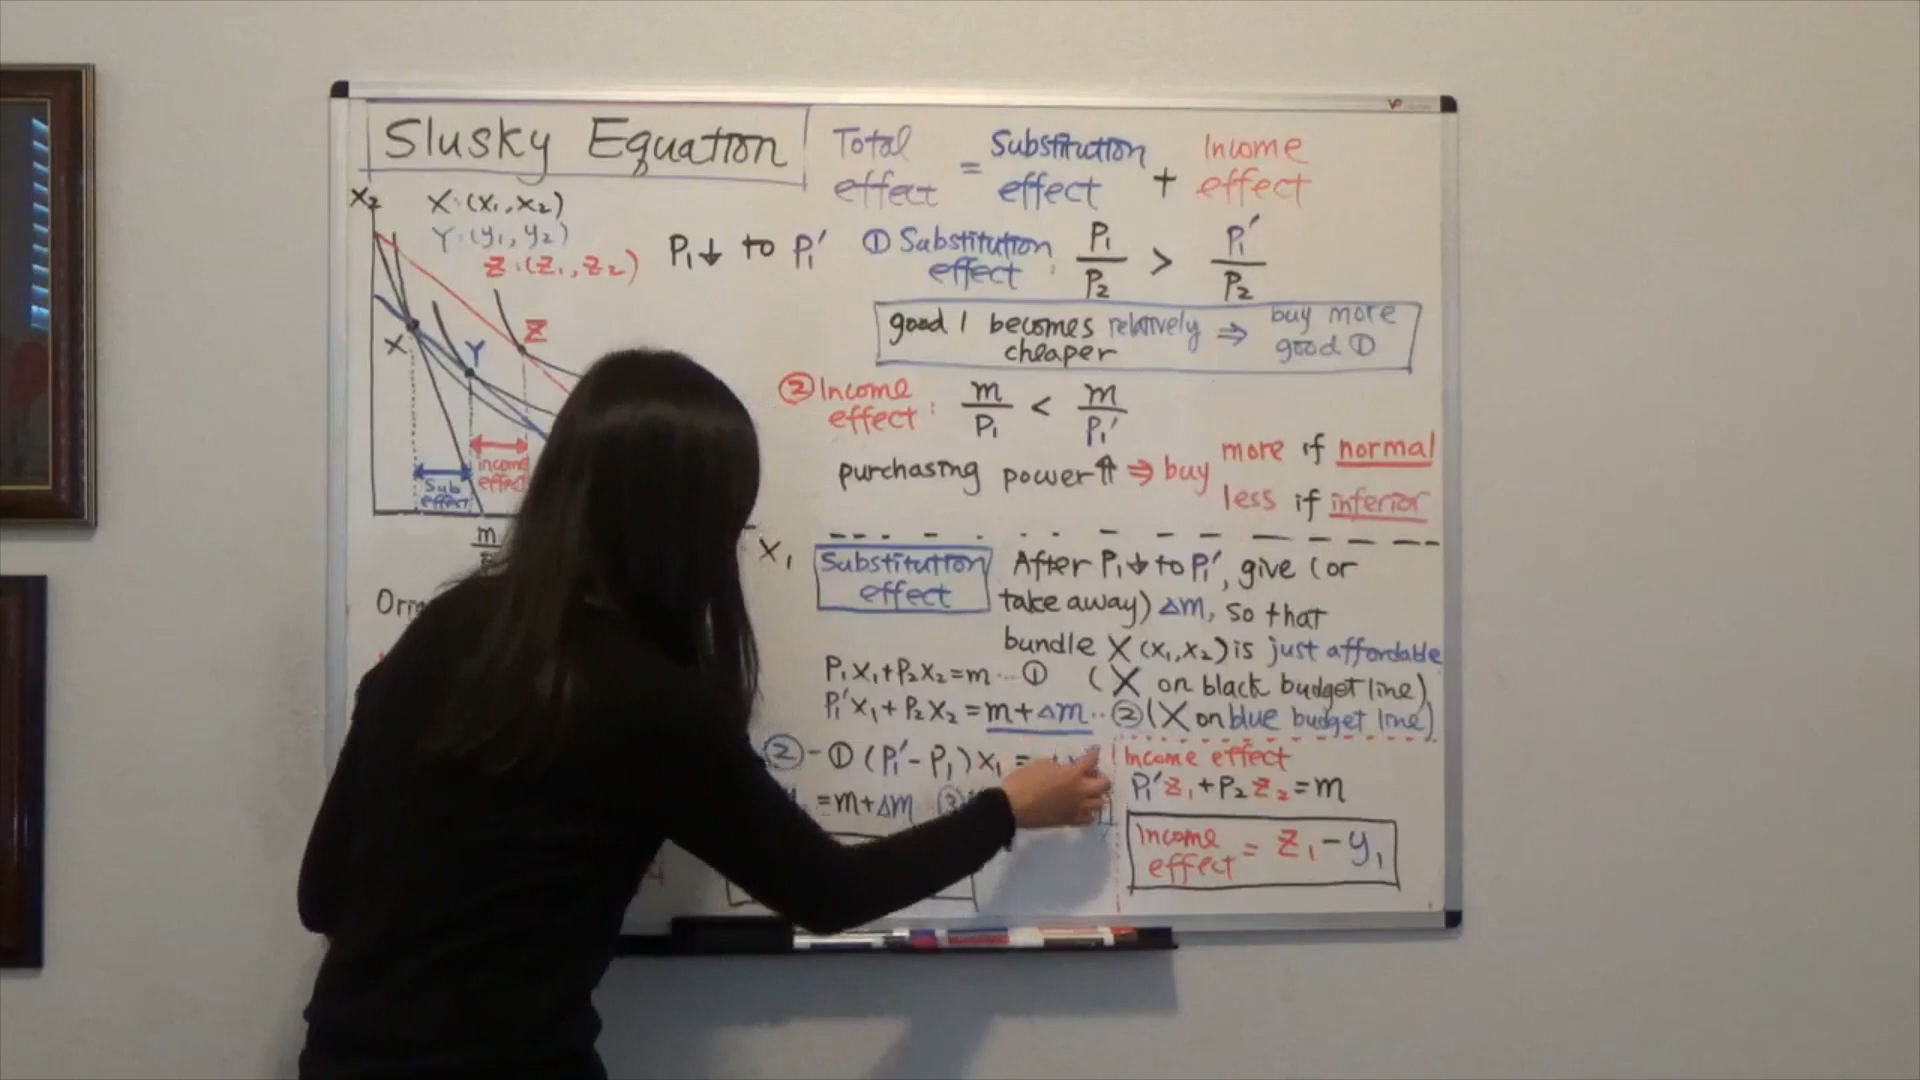 Slusky Equation
Total effect = Substitution effect + Income effect
X₂
X:(x₁,x₂)
Y:(y₁,y₂)
Z:(z₁,z₂)
P₁↓ to P₁'
① Substitution effect: P₁/P₂ > P₁'/P₂
good 1 becomes relatively cheaper ⇒ buy more good ①
X
Y
Z
② Income effect: m/P₁ < m/P₁'
purchasing power↑ ⇒ buy more if normal
less if inferior
Sub effect
income effect
m
X₁
Substitution effect
After P₁↓ to P₁', give (or
take away) Δm, so that
bundle X(x₁,x₂) is just affordable
P₁x₁+P₂x₂=m ... ① (X on black budget line)
P₁'x₁+P₂x₂=m+Δm .. ② (X on blue budget line)
②-① (P₁'-P₁)x₁ =
=m+Δm ③
Income effect
P₁'z₁+P₂z₂=m
Income effect = z₁-y₁